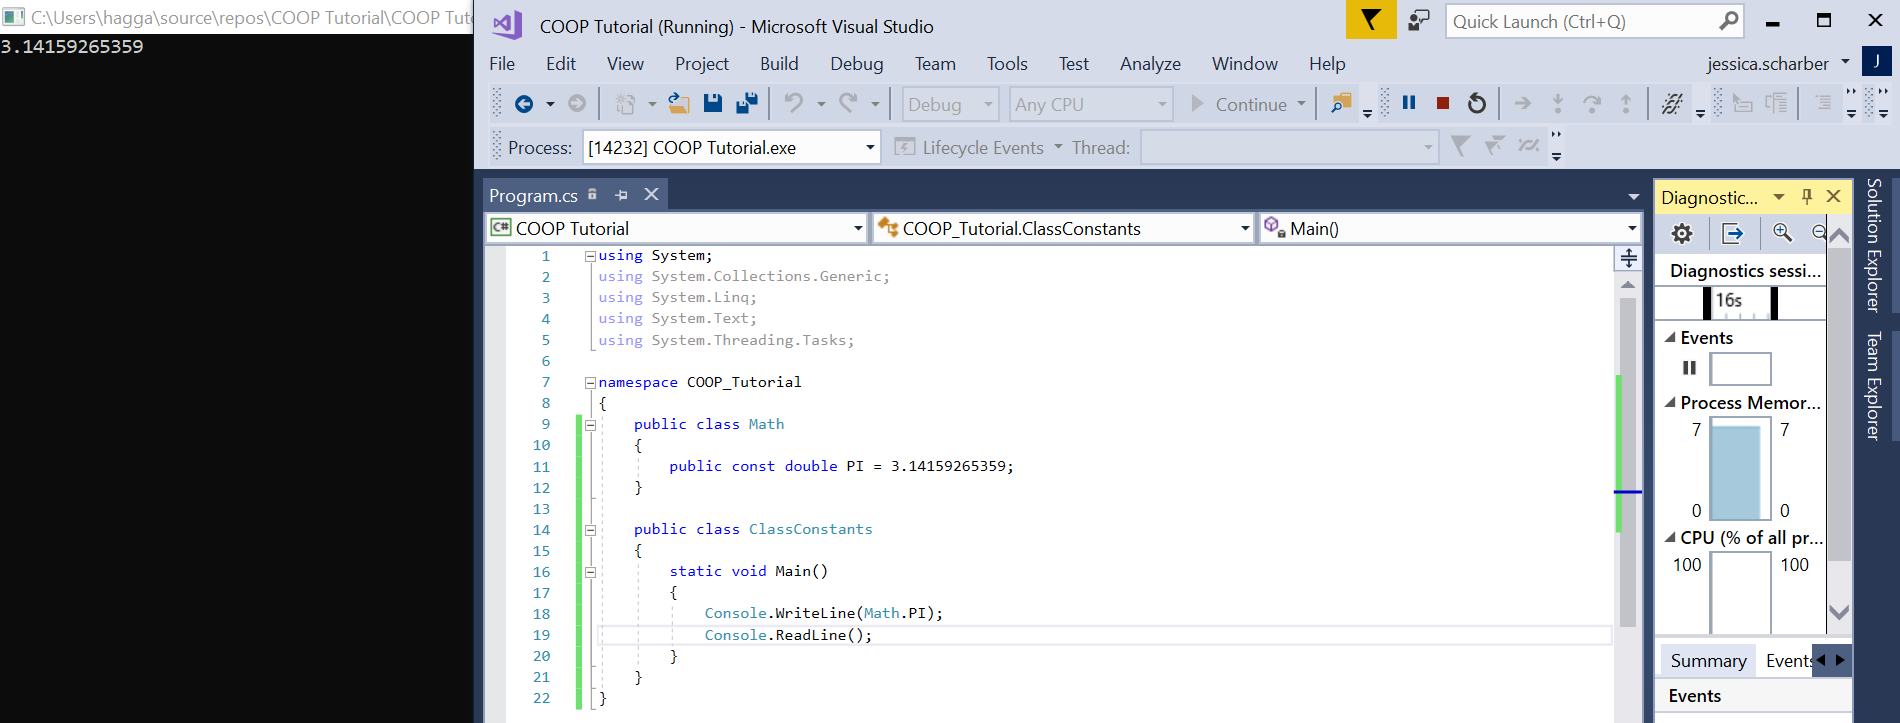 C:\Users\hagga\source\repos\COOP Tutorial\COOP Tut
3.14159265359
COOP Tutorial (Running) - Microsoft Visual Studio
Quick Launch (Ctrl+Q)
File Edit View Project Build Debug Team Tools Test Analyze Window Help
jessica.scharber J
Debug Any CPU Continue
Process: [14232] COOP Tutorial.exe Lifecycle Events Thread:
Program.cs
C# COOP Tutorial COOP_Tutorial.ClassConstants Main()
1 using System;
2 using System.Collections.Generic;
3 using System.Linq;
4 using System.Text;
5 using System.Threading.Tasks;
6
7 namespace COOP_Tutorial
8 {
9 public class Math
10 {
11 public const double PI = 3.14159265359;
12 }
13
14 public class ClassConstants
15 {
16 static void Main()
17 {
18 Console.WriteLine(Math.PI);
19 Console.ReadLine();
20 }
21 }
22 }
Diagnostic...
Diagnostics sessi...
16s
Events
Process Memor...
7 7
0 0
CPU (% of all pr...
100 100
Summary Events
Events
Solution Explorer
Team Explorer